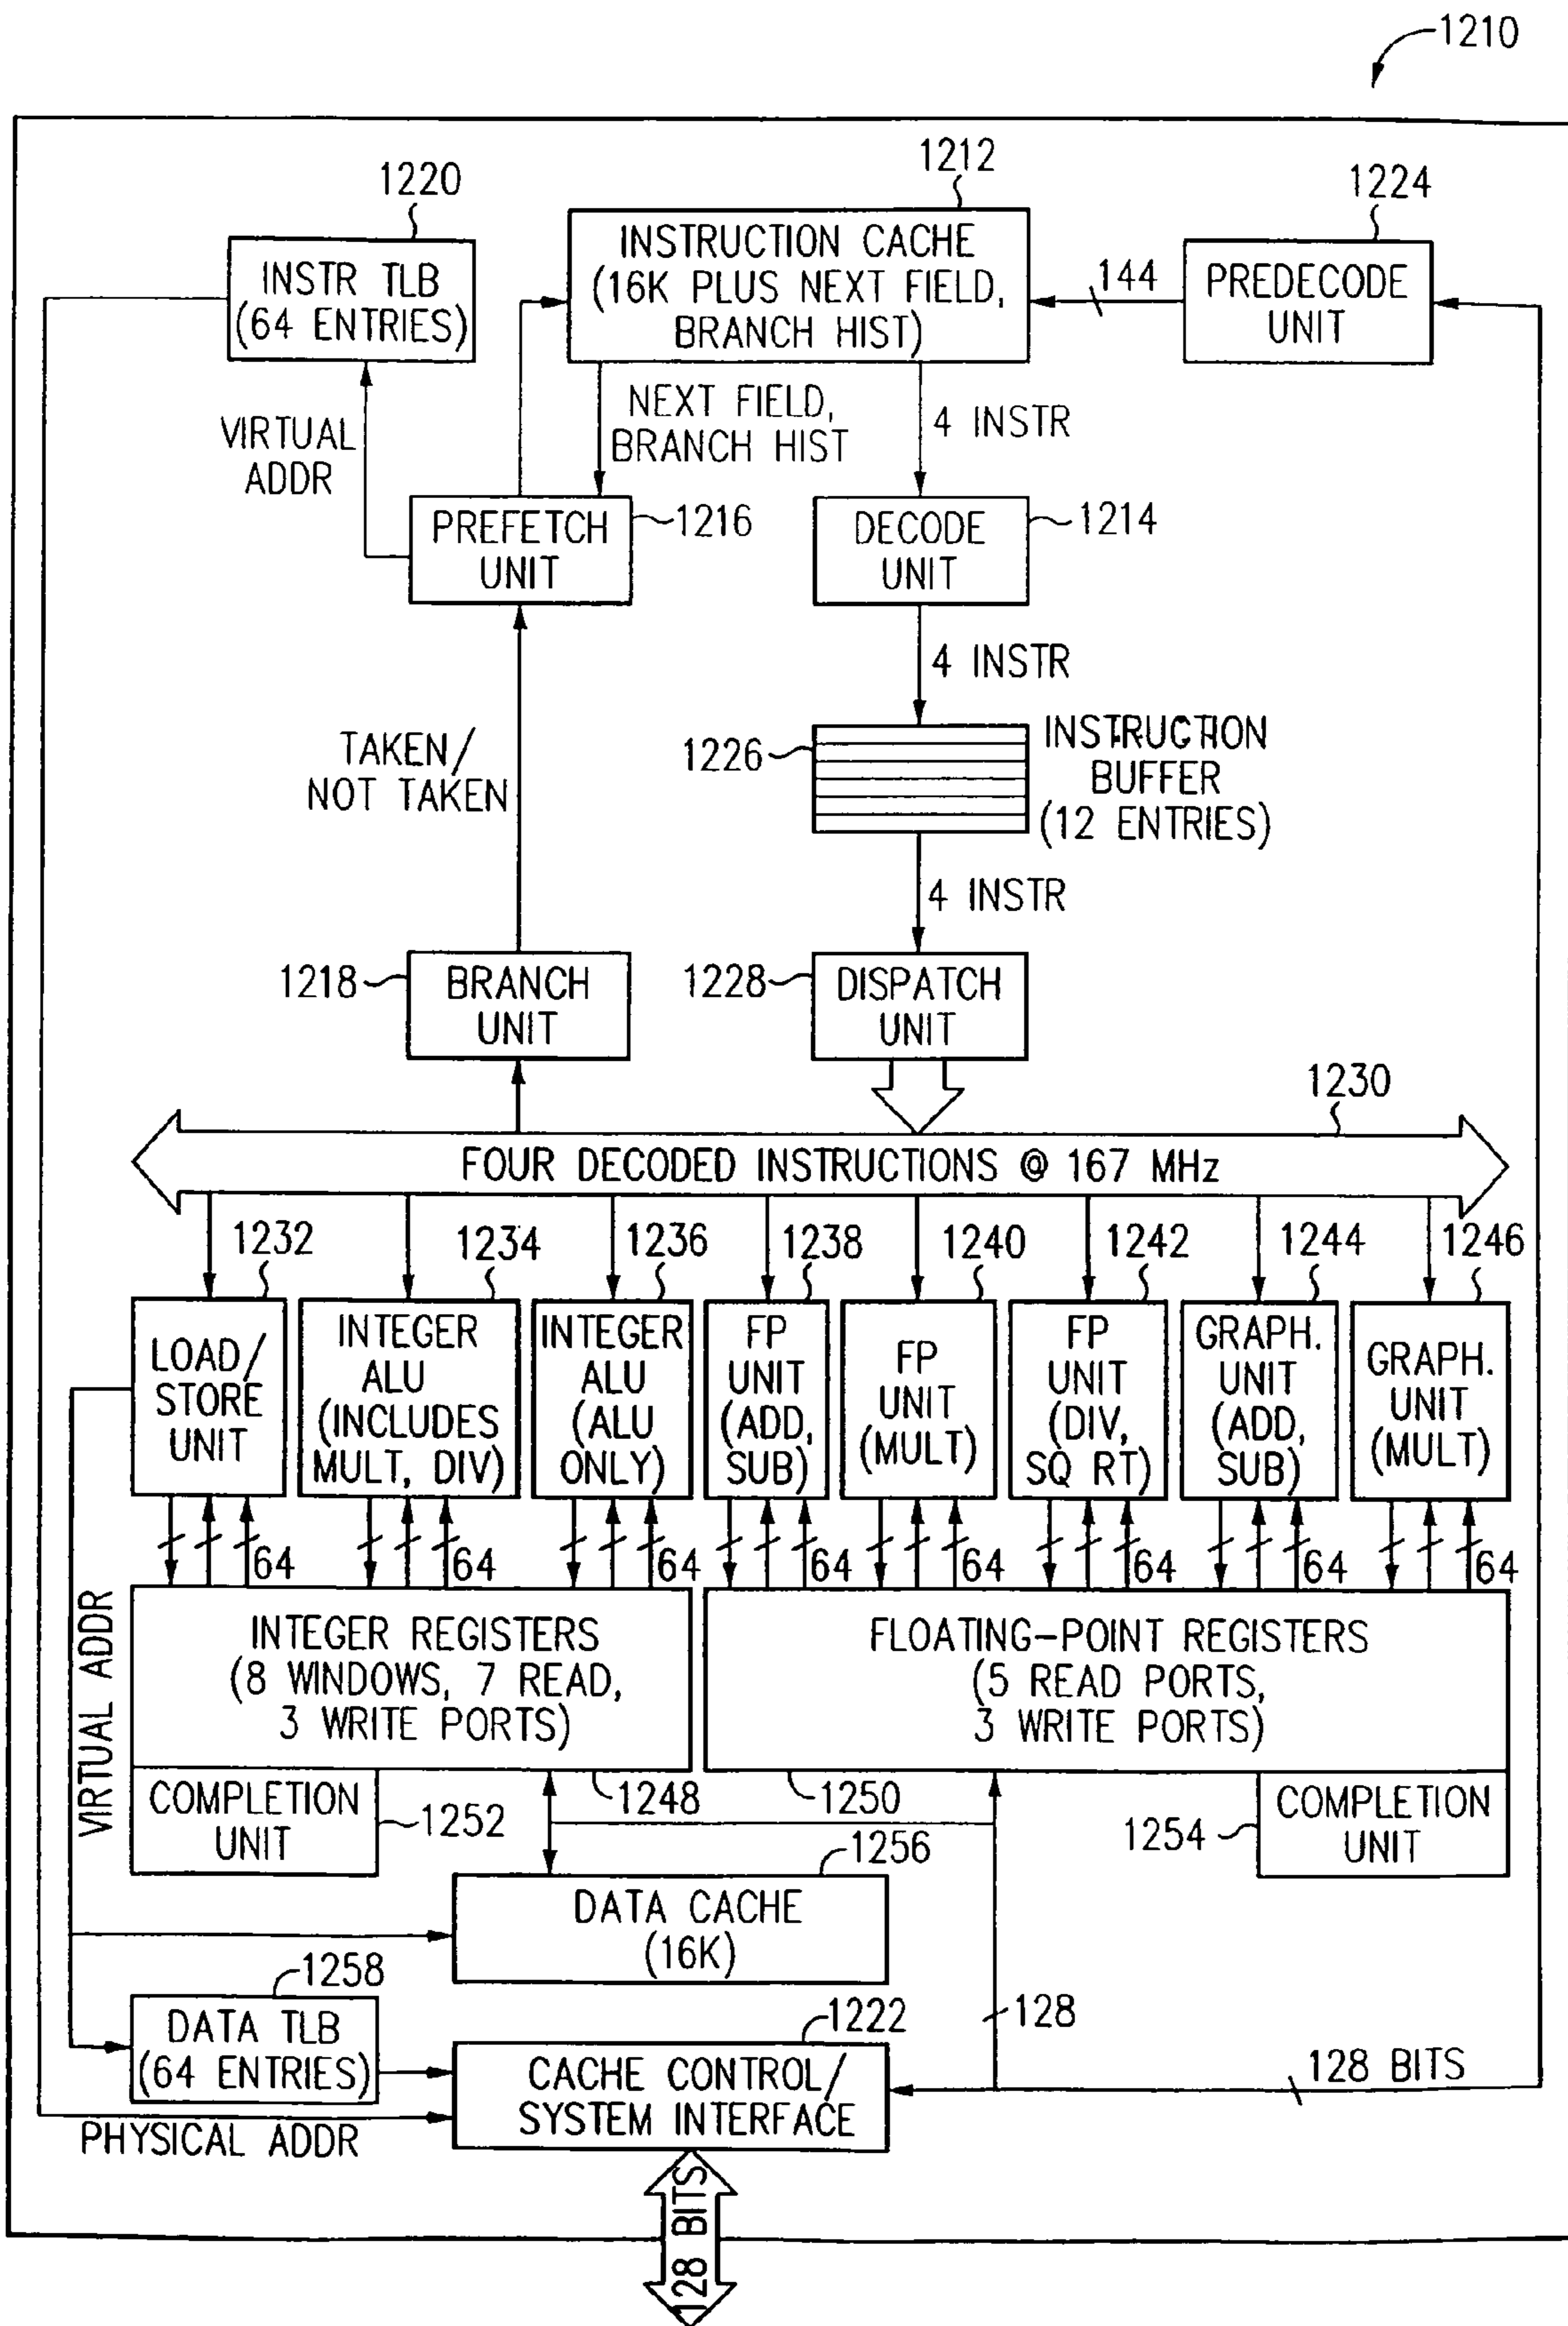 1210
1212
1220
1224
INSTRUCTION CACHE
(16K PLUS NEXT FIELD,
BRANCH HIST)
INSTR TLB
(64 ENTRIES)
144
PREDECODE
UNIT
VIRTUAL
ADDR
NEXT FIELD,
BRANCH HIST
4 INSTR
PREFETCH
UNIT
1216
DECODE
UNIT
1214
4 INSTR
TAKEN/
NOT TAKEN
1226
INSTRUCTION
BUFFER
(12 ENTRIES)
4 INSTR
1218
BRANCH
UNIT
1228
DISPATCH
UNIT
1230
FOUR DECODED INSTRUCTIONS @ 167 MHz
1232
1234
1236
1238
1240
1242
1244
1246
LOAD/
STORE
UNIT
INTEGER
ALU
(INCLUDES
MULT, DIV)
INTEGER
ALU
(ALU
ONLY)
FP
UNIT
(ADD,
SUB)
FP
UNIT
(MULT)
FP
UNIT
(DIV,
SQ RT)
GRAPH.
UNIT
(ADD,
SUB)
GRAPH.
UNIT
(MULT)
64
64
64
64
64
64
64
64
VIRTUAL ADDR
INTEGER REGISTERS
(8 WINDOWS, 7 READ,
3 WRITE PORTS)
FLOATING-POINT REGISTERS
(5 READ PORTS,
3 WRITE PORTS)
COMPLETION
UNIT
1252
1248
1250
1254
COMPLETION
UNIT
1256
DATA CACHE
(16K)
1258
DATA TLB
(64 ENTRIES)
1222
CACHE CONTROL/
SYSTEM INTERFACE
128
128 BITS
PHYSICAL ADDR
128 BITS